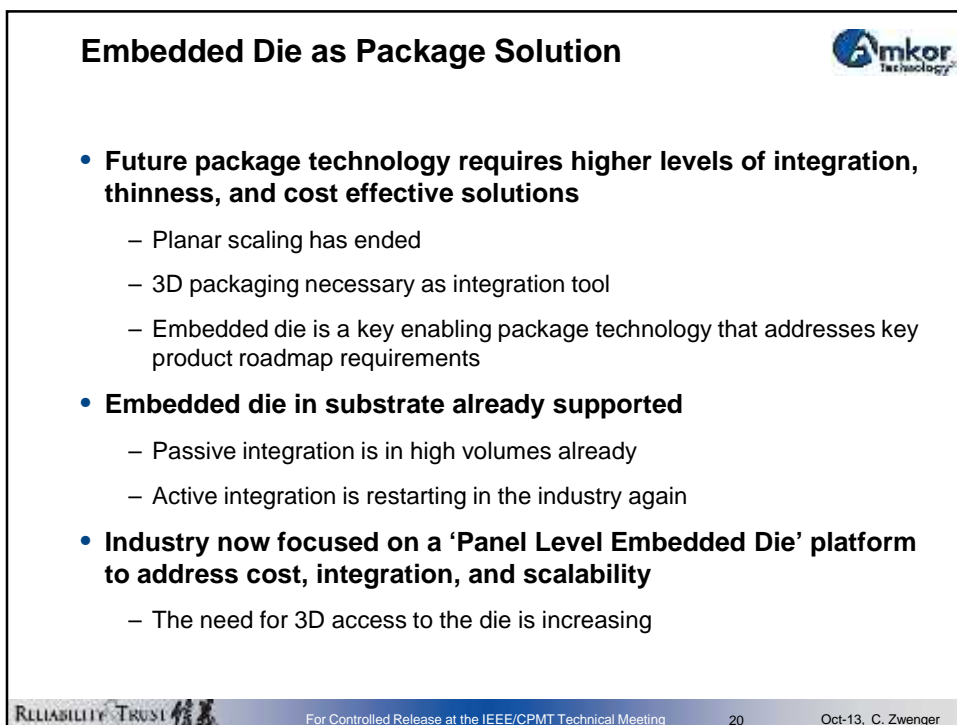 Embedded Die as Package Solution
Amkor
Technology
• Future package technology requires higher levels of integration,
thinness, and cost effective solutions
– Planar scaling has ended
– 3D packaging necessary as integration tool
– Embedded die is a key enabling package technology that addresses key
product roadmap requirements
• Embedded die in substrate already supported
– Passive integration is in high volumes already
– Active integration is restarting in the industry again
• Industry now focused on a ‘Panel Level Embedded Die’ platform
to address cost, integration, and scalability
– The need for 3D access to the die is increasing
RELIABILITY TRUST 信義
For Controlled Release at the IEEE/CPMT Technical Meeting
20
Oct-13, C. Zwenger